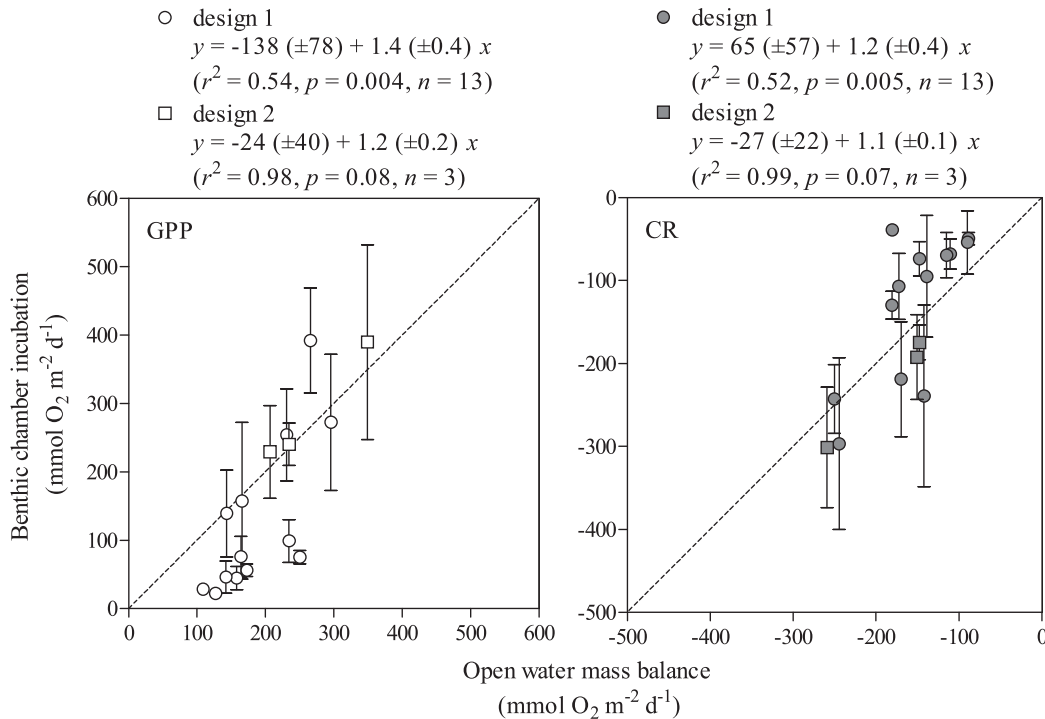 design 1
y = -138 (±78) + 1.4 (±0.4) x
(r² = 0.54, p = 0.004, n = 13)
design 2
y = -24 (±40) + 1.2 (±0.2) x
(r² = 0.98, p = 0.08, n = 3)
design 1
y = 65 (±57) + 1.2 (±0.4) x
(r² = 0.52, p = 0.005, n = 13)
design 2
y = -27 (±22) + 1.1 (±0.1) x
(r² = 0.99, p = 0.07, n = 3)
Benthic chamber incubation
(mmol O₂ m⁻² d⁻¹)
GPP
600
500
400
300
200
100
0
0 100 200 300 400 500 600
CR
0
-100
-200
-300
-400
-500
-500 -400 -300 -200 -100 0
Open water mass balance
(mmol O₂ m⁻² d⁻¹)